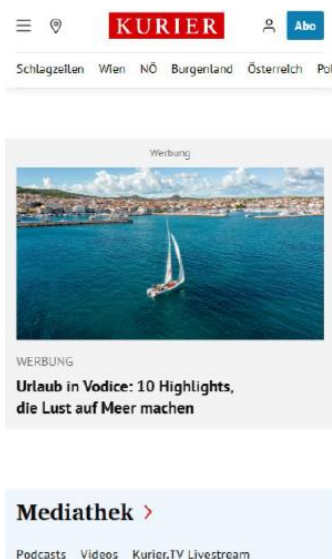 KURIER
Abo
Schlagzeilen Wien NÖ Burgenland Österreich Pol
Werbung
WERBUNG
Urlaub in Vodice: 10 Highlights,
die Lust auf Meer machen
Mediathek >
Podcasts Videos Kurier.TV Livestream